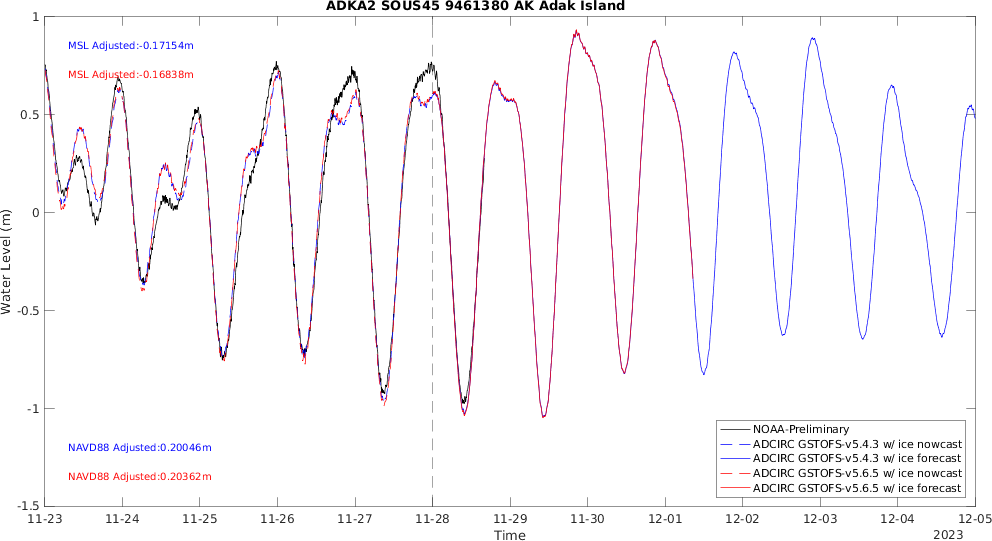 ADKA2 SOUS45 9461380 AK Adak Island
MSL Adjusted:-0.17154m
MSL Adjusted:-0.16838m
NAVD88 Adjusted:0.20046m
NAVD88 Adjusted:0.20362m
Water Level (m)
1
0.5
0
-0.5
-1
-1.5
NOAA-Preliminary
ADCIRC GSTOFS-v5.4.3 w/ ice nowcast
ADCIRC GSTOFS-v5.4.3 w/ ice forecast
ADCIRC GSTOFS-v5.6.5 w/ ice nowcast
ADCIRC GSTOFS-v5.6.5 w/ ice forecast
11-23 11-24 11-25 11-26 11-27 11-28 11-29 11-30 12-01 12-02 12-03 12-04 12-05
Time
2023